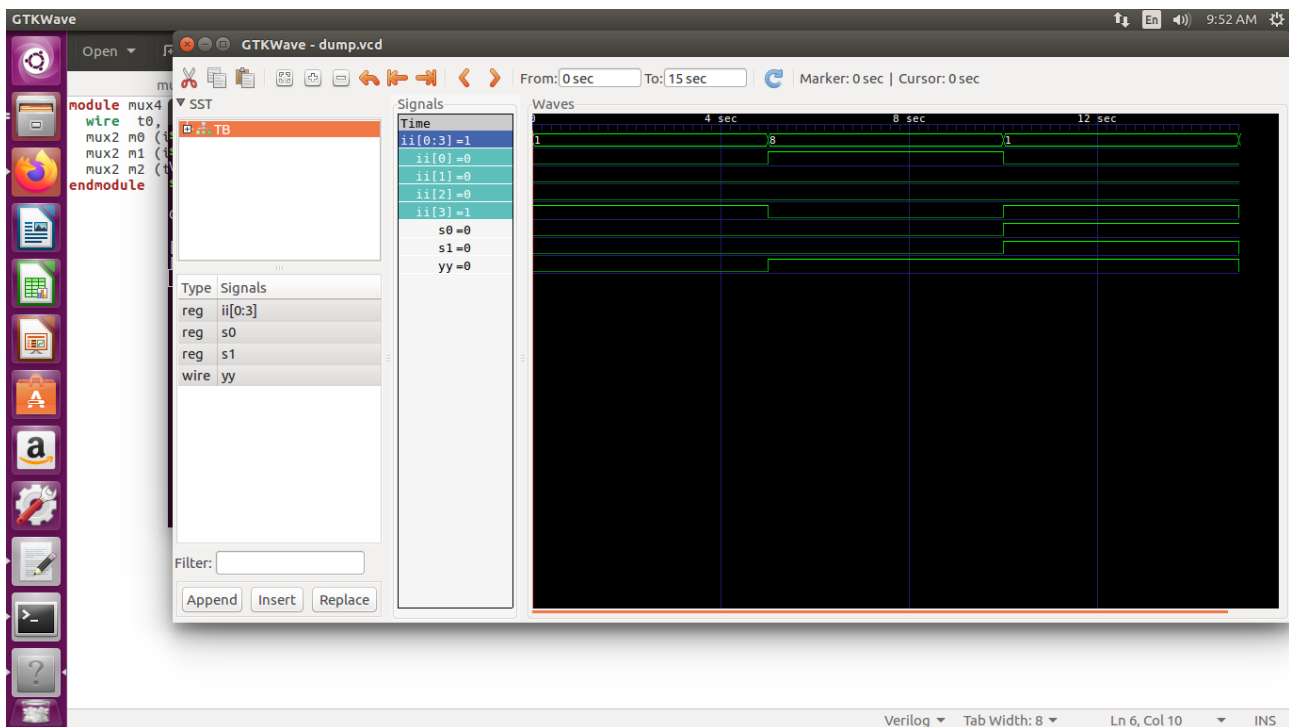 GTKWave
En
9:52 AM
Open
GTKWave - dump.vcd
From: 0 sec
To: 15 sec
Marker: 0 sec | Cursor: 0 sec
module mux4
wire t0,
mux2 m0 (i
mux2 m1 (i
mux2 m2 (t
endmodule
SST
TB
Type Signals
reg ii[0:3]
reg s0
reg s1
wire yy
Filter:
Append Insert Replace
Signals
Time
ii[0:3]=1
ii[0]=0
ii[1]=0
ii[2]=0
ii[3]=1
s0=0
s1=0
yy=0
Waves
0 4 sec 8 sec 12 sec
1 8 1
a
Verilog Tab Width: 8 Ln 6, Col 10 INS